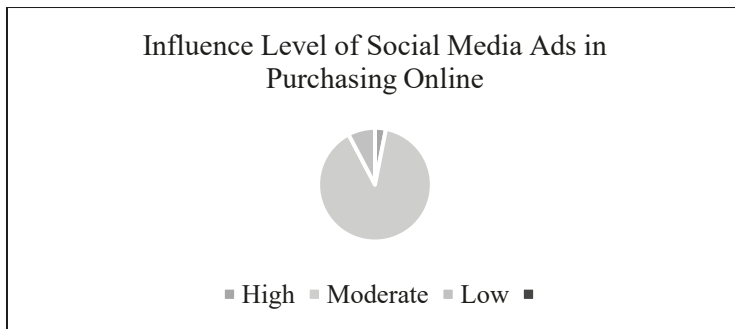 Influence Level of Social Media Ads in
Purchasing Online
High Moderate Low